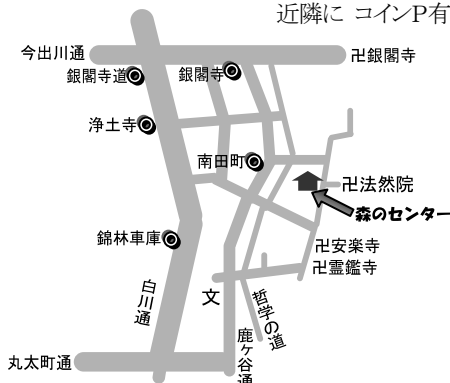 近隣に コインP有
今出川通
卍銀閣寺
銀閣寺道
銀閣寺
浄土寺
南田町
卍法然院
森のセンター
錦林車庫
卍安楽寺
卍霊鑑寺
白川通
文
哲学の道
鹿ヶ谷通
丸太町通